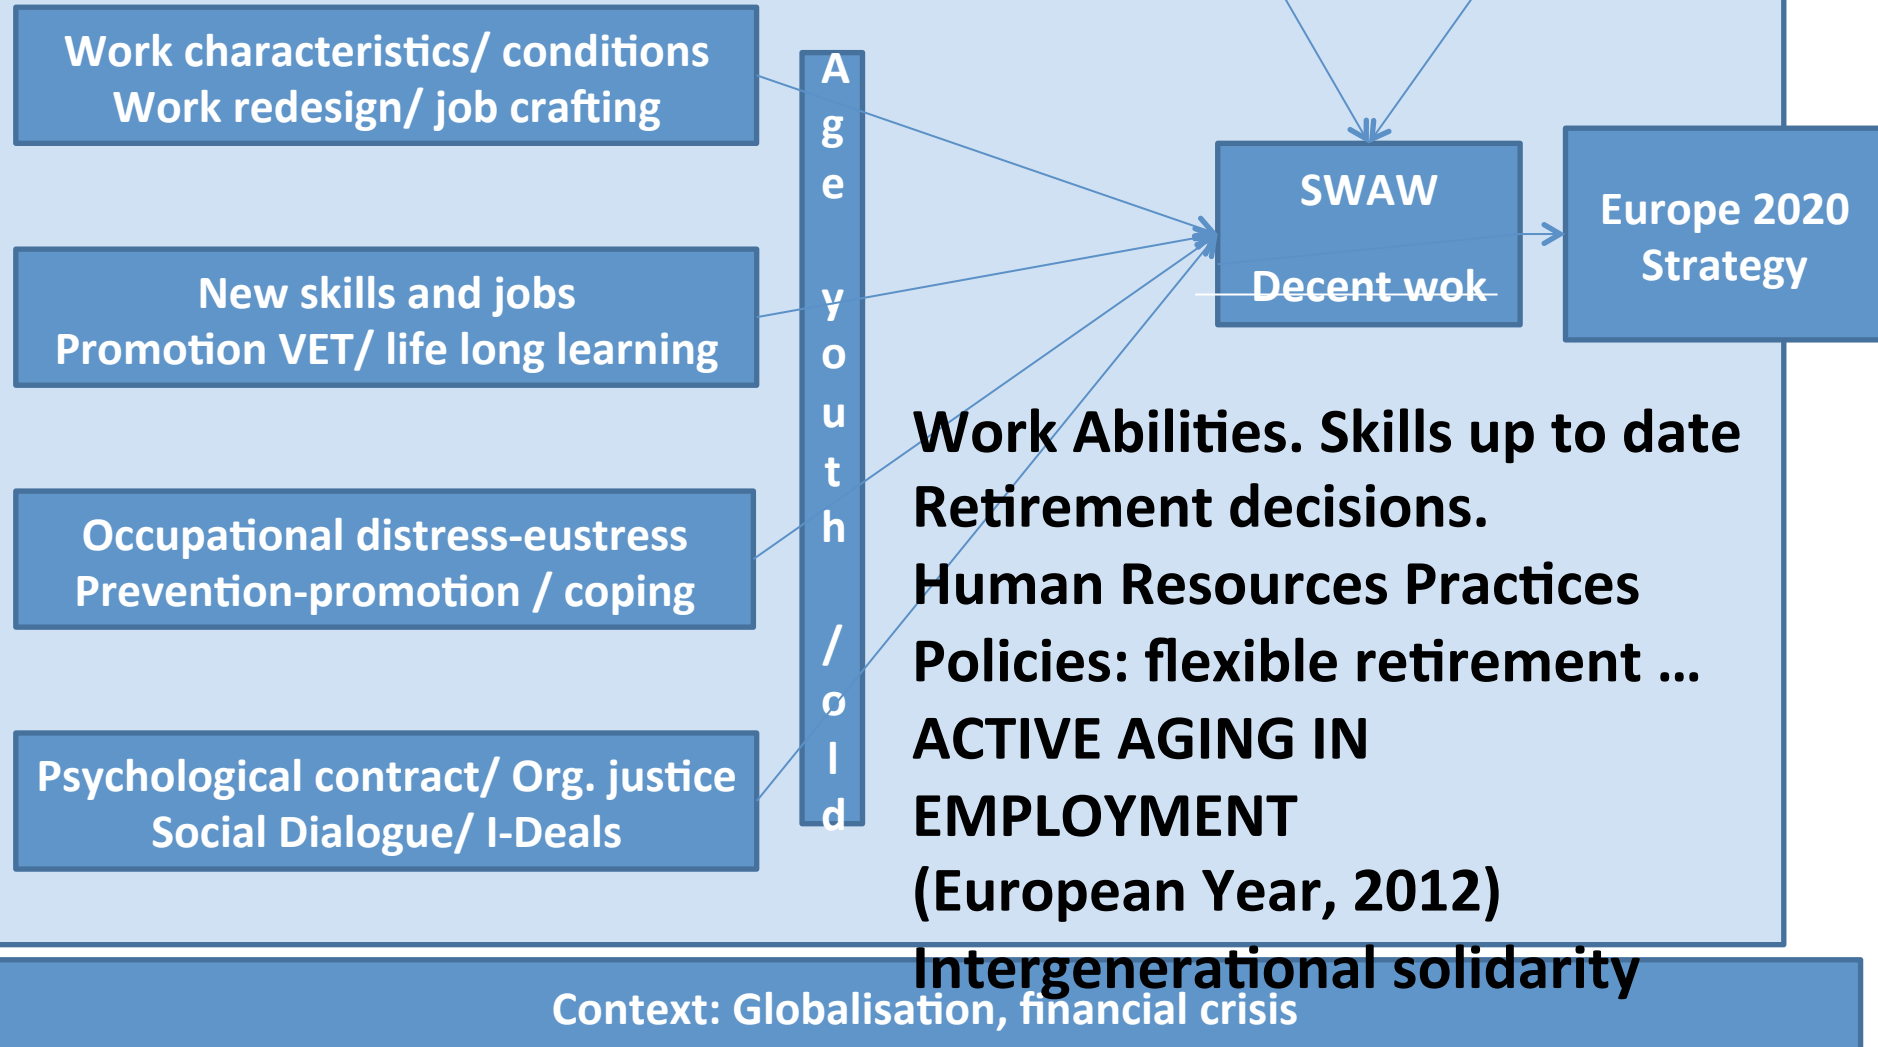 Work characteristics/ conditions
Work redesign/ job crafting
New skills and jobs
Promotion VET/ life long learning
Occupational distress-eustress
Prevention-promotion / coping
Psychological contract/ Org. justice
Social Dialogue/ I-Deals
Age youth /old
SWAW
Decent wok
Europe 2020
Strategy
Work Abilities. Skills up to date
Retirement decisions.
Human Resources Practices
Policies: flexible retirement ...
ACTIVE AGING IN
EMPLOYMENT
(European Year, 2012)
Intergenerational solidarity
Context: Globalisation, financial crisis